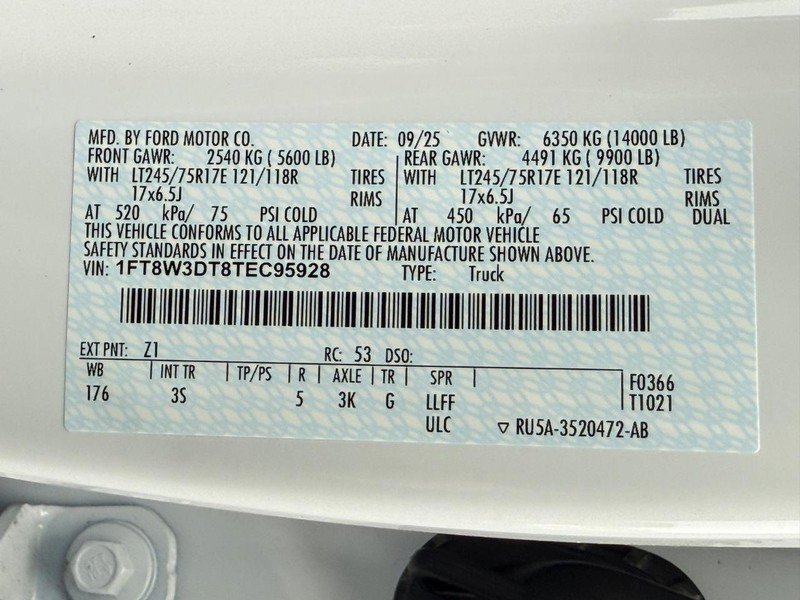 MFD. BY FORD MOTOR CO. DATE: 09/25 GVWR: 6350 KG (14000 LB)
FRONT GAWR: 2540 KG ( 5600 LB) REAR GAWR: 4491 KG ( 9900 LB)
WITH LT245/75R17E 121/118R TIRES WITH LT245/75R17E 121/118R TIRES
17x6.5J RIMS 17x6.5J RIMS
AT 520 kPa/ 75 PSI COLD AT 450 kPa/ 65 PSI COLD DUAL
THIS VEHICLE CONFORMS TO ALL APPLICABLE FEDERAL MOTOR VEHICLE
SAFETY STANDARDS IN EFFECT ON THE DATE OF MANUFACTURE SHOWN ABOVE.
VIN: 1FT8W3DT8TEC95928 TYPE: Truck
EXT PNT: Z1 RC: 53 DSO:
WB INT TR TP/PS R AXLE TR SPR F0366
176 3S 5 3K G LLFF T1021
ULC RU5A-3520472-AB